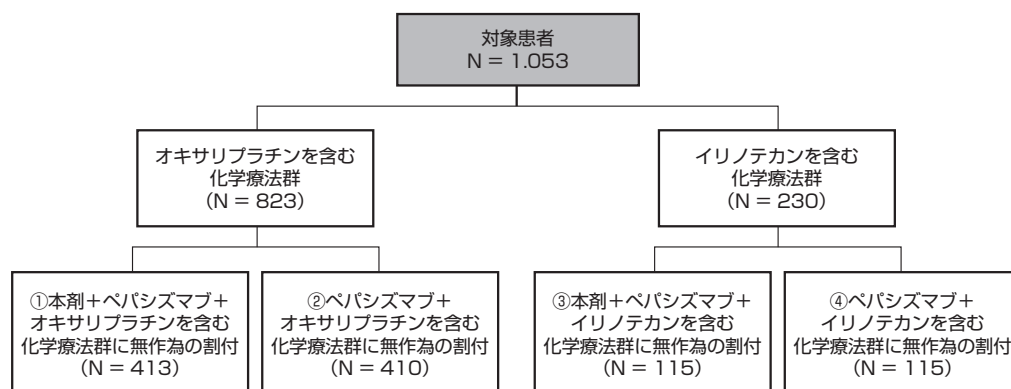 対象患者
N = 1.053
オキサリプラチンを含む
化学療法群
（N = 823）
イリノテカンを含む
化学療法群
（N = 230）
①本剤＋ペパシズマブ＋
オキサリプラチンを含む
化学療法群に無作為の割付
（N = 413）
②ペパシズマブ＋
オキサリプラチンを含む
化学療法群に無作為の割付
（N = 410）
③本剤＋ペパシズマブ＋
イリノテカンを含む
化学療法群に無作為の割付
（N = 115）
④ペパシズマブ＋
イリノテカンを含む
化学療法群に無作為の割付
（N = 115）